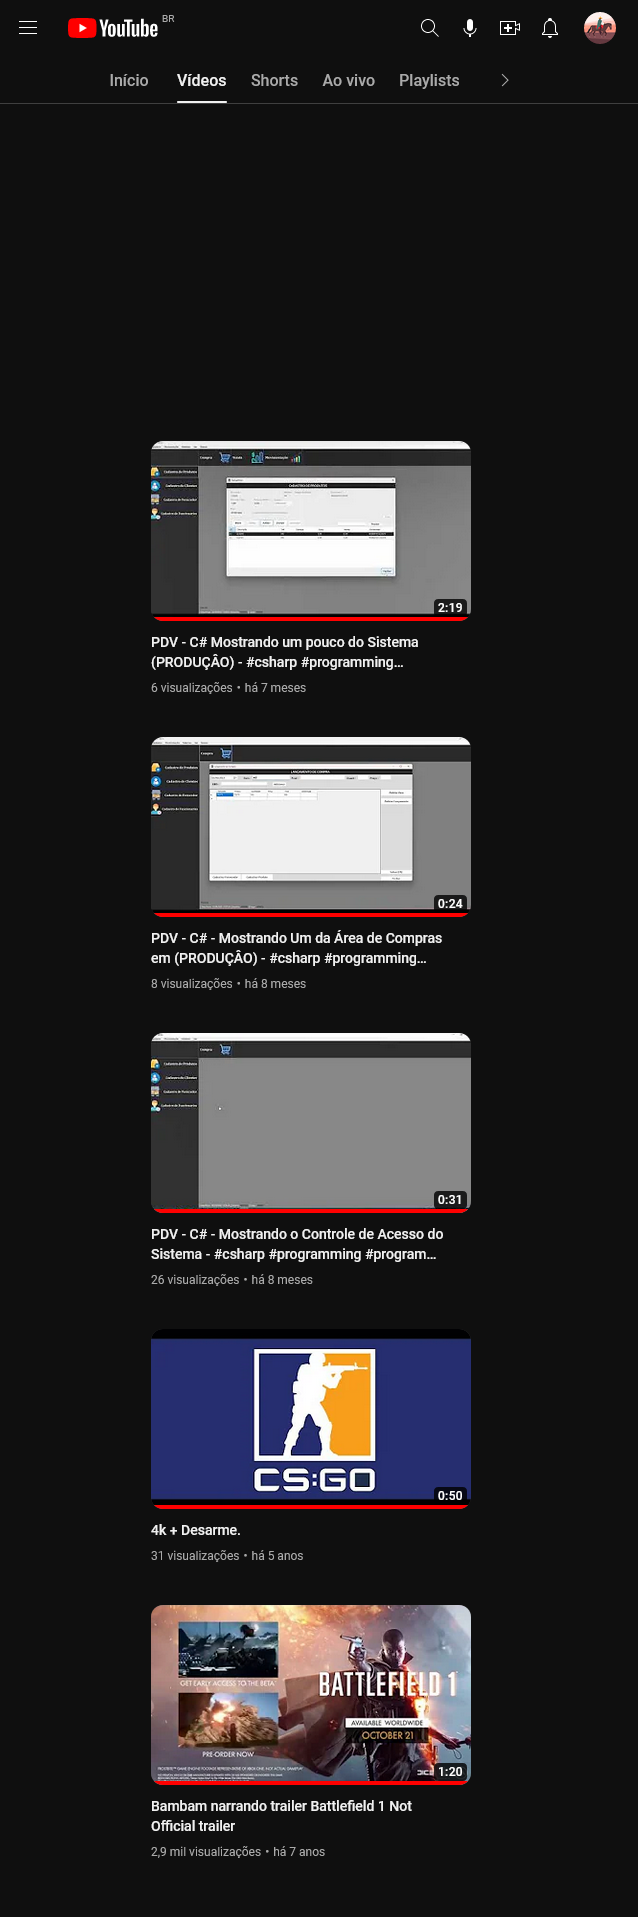 YouTube BR
Início Vídeos Shorts Ao vivo Playlists
2:19
PDV - C# Mostrando um pouco do Sistema
(PRODUÇÂO) - #csharp #programming...
6 visualizações • há 7 meses
LANÇAMENTO DE COMPRA
0:24
PDV - C# - Mostrando Um da Área de Compras
em (PRODUÇÂO) - #csharp #programming...
8 visualizações • há 8 meses
0:31
PDV - C# - Mostrando o Controle de Acesso do
Sistema - #csharp #programming #program...
26 visualizações • há 8 meses
CS:GO
0:50
4k + Desarme.
31 visualizações • há 5 anos
GET EARLY ACCESS TO THE BETA
BATTLEFIELD 1
AVAILABLE WORLDWIDE
OCTOBER 21
PRE-ORDER NOW
1:20
Bambam narrando trailer Battlefield 1 Not
Official trailer
2,9 mil visualizações • há 7 anos